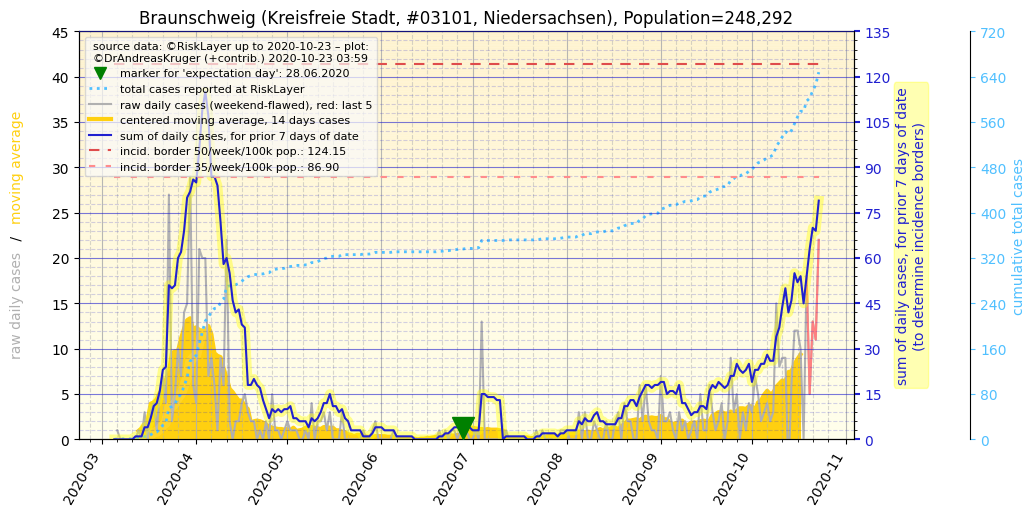 Braunschweig (Kreisfreie Stadt, #03101, Niedersachsen), Population=248,292
source data: ©RiskLayer up to 2020-10-23 – plot:
©DrAndreasKruger (+contrib.) 2020-10-23 03:59
marker for 'expectation day': 28.06.2020
total cases reported at RiskLayer
raw daily cases (weekend-flawed), red: last 5
centered moving average, 14 days cases
sum of daily cases, for prior 7 days of date
incid. border 50/week/100k pop.: 124.15
incid. border 35/week/100k pop.: 86.90
raw daily cases / moving average
45
40
35
30
25
20
15
10
5
0
2020-03
2020-04
2020-05
2020-06
2020-07
2020-08
2020-09
2020-10
2020-11
135
120
105
90
75
60
45
30
15
0
sum of daily cases, for prior 7 days of date
(to determine incidence borders)
720
640
560
480
400
320
240
160
80
0
cumulative total cases